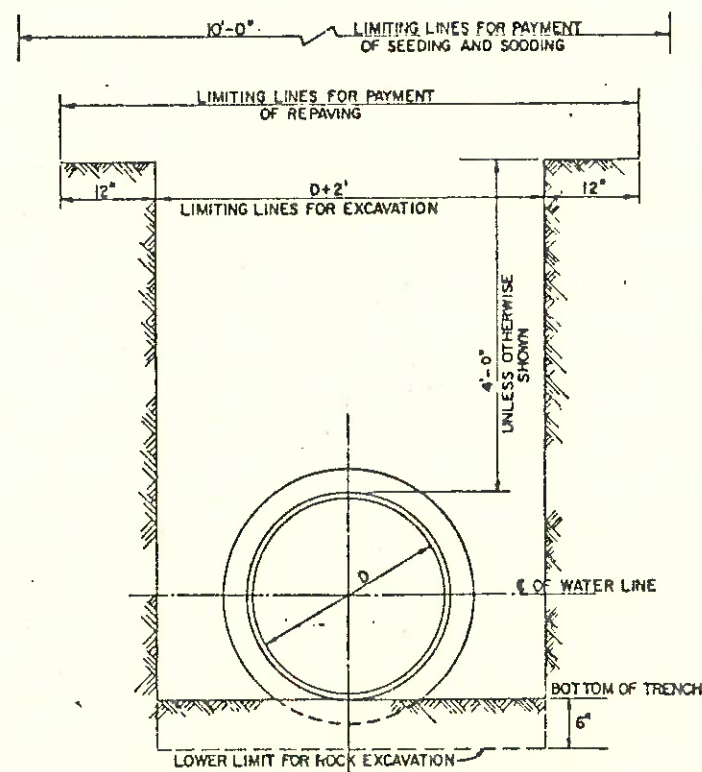 10'-0" LIMITING LINES FOR PAYMENT
OF SEEDING AND SODDING
LIMITING LINES FOR PAYMENT
OF REPAVING
12" D+2' 12"
LIMITING LINES FOR EXCAVATION
4'-0"
UNLESS OTHERWISE
SHOWN
D
℄ OF WATER LINE
BOTTOM OF TRENCH
6"
LOWER LIMIT FOR ROCK EXCAVATION